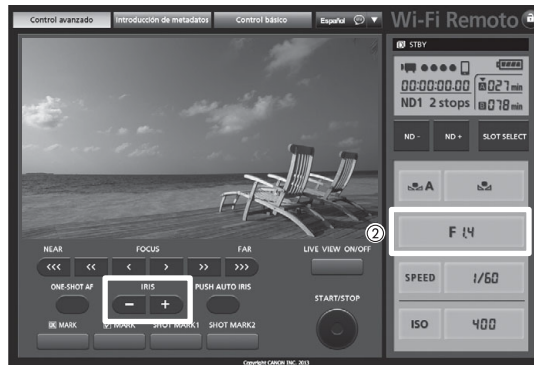 Control avanzado
Introducción de metadatos
Control básico
Español
Wi-Fi Remoto
STBY
00:00:00.00
A 027 min
ND1 2 stops
B 078 min
ND -
ND +
SLOT SELECT
A
②
F 1.4
NEAR
FOCUS
FAR
LIVE VIEW ON/OFF
<<<
<<
<
>
>>
>>>
SPEED
1/60
ONE-SHOT AF
IRIS
PUSH AUTO IRIS
-
+
START/STOP
ISO
400
OK MARK
MARK
SHOT MARK1
SHOT MARK2
Copyright CANON INC. 2013